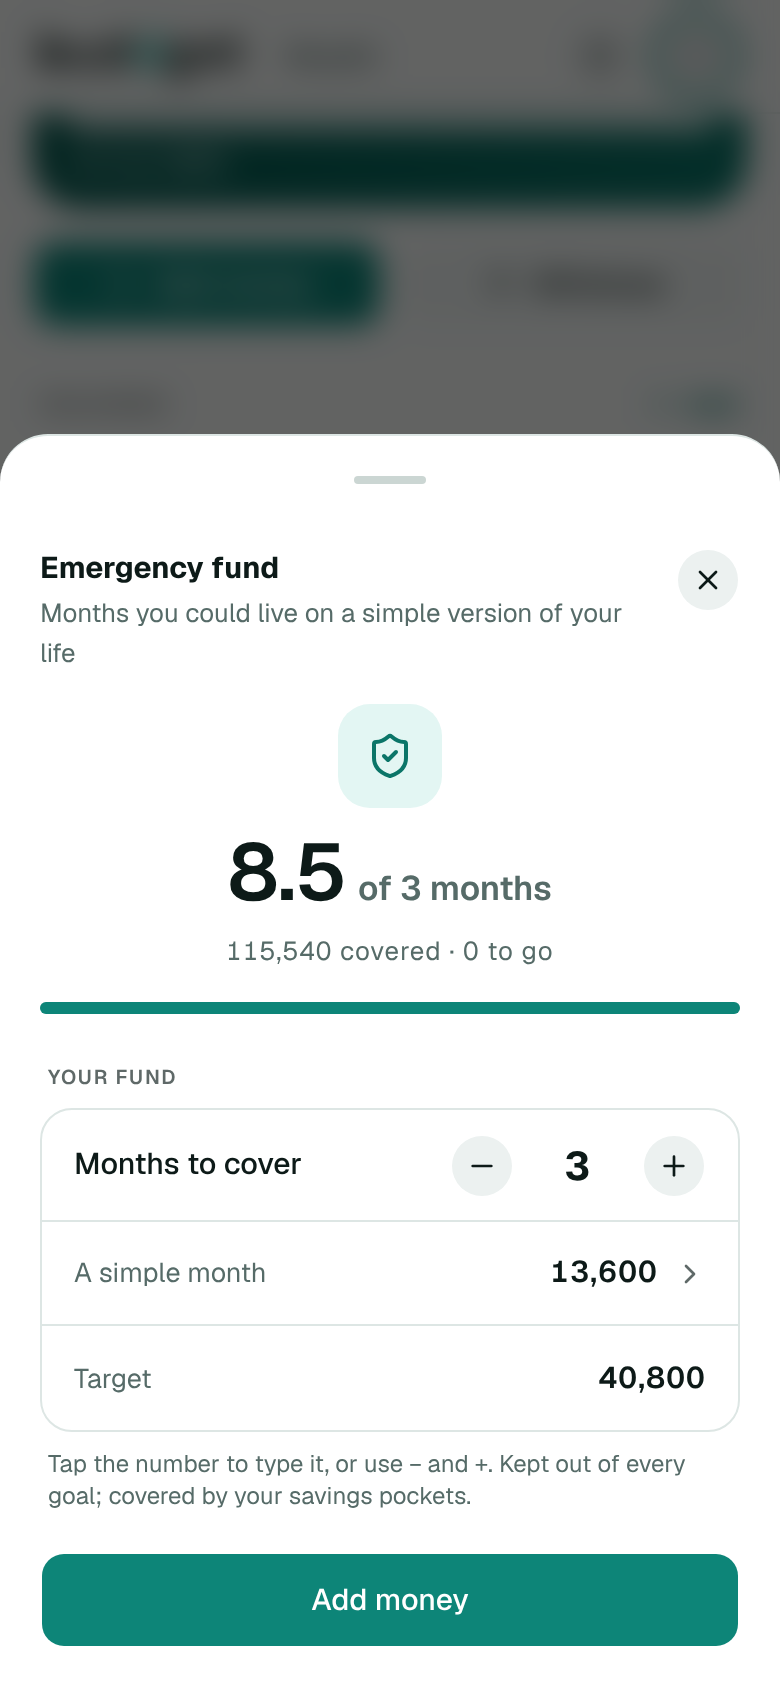 Emergency fund
Months you could live on a simple version of your
life
8.5 of 3 months
115,540 covered · 0 to go
YOUR FUND
Months to cover − 3 +
A simple month 13,600
Target 40,800
Tap the number to type it, or use – and +. Kept out of every
goal; covered by your savings pockets.
Add money